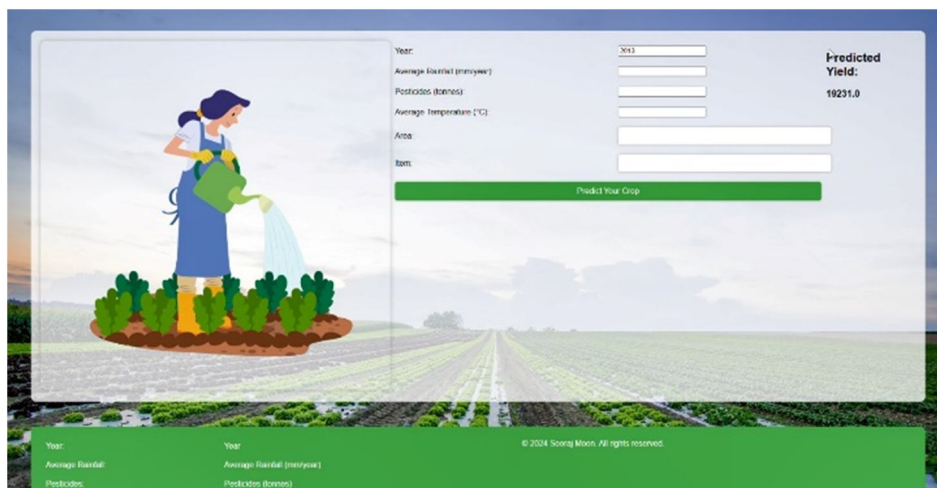 Year:
2013
Average Rainfall (mm/year)
Pesticides (tonnes):
Average Temperature (°C):
Area:
Item:
Predict Your Crop
Predicted
Yield:
19231.0
Year:
Year
© 2024 Sooraj Moon. All rights reserved.
Average Rainfall:
Average Rainfall (mm/year)
Pesticides:
Pesticides (tonnes)